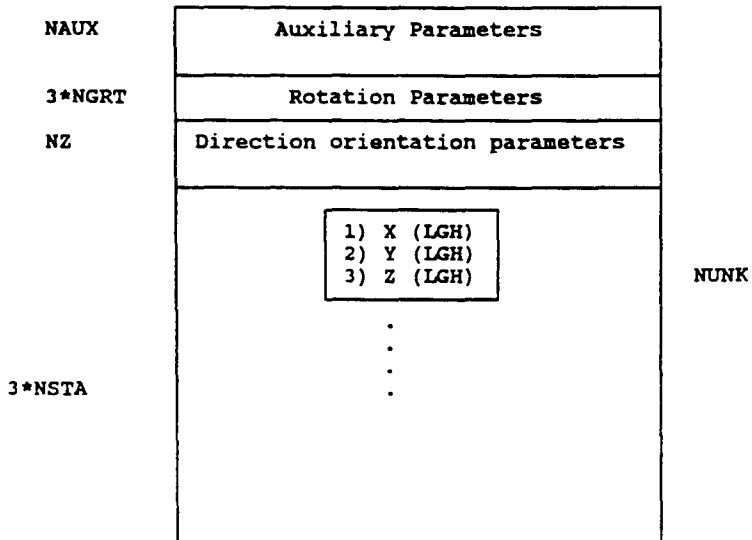 NAUX Auxiliary Parameters
3*NGRT Rotation Parameters
NZ Direction orientation parameters
1) X (LGH)
2) Y (LGH)
3) Z (LGH)
NUNK
.
.
.
.
3*NSTA